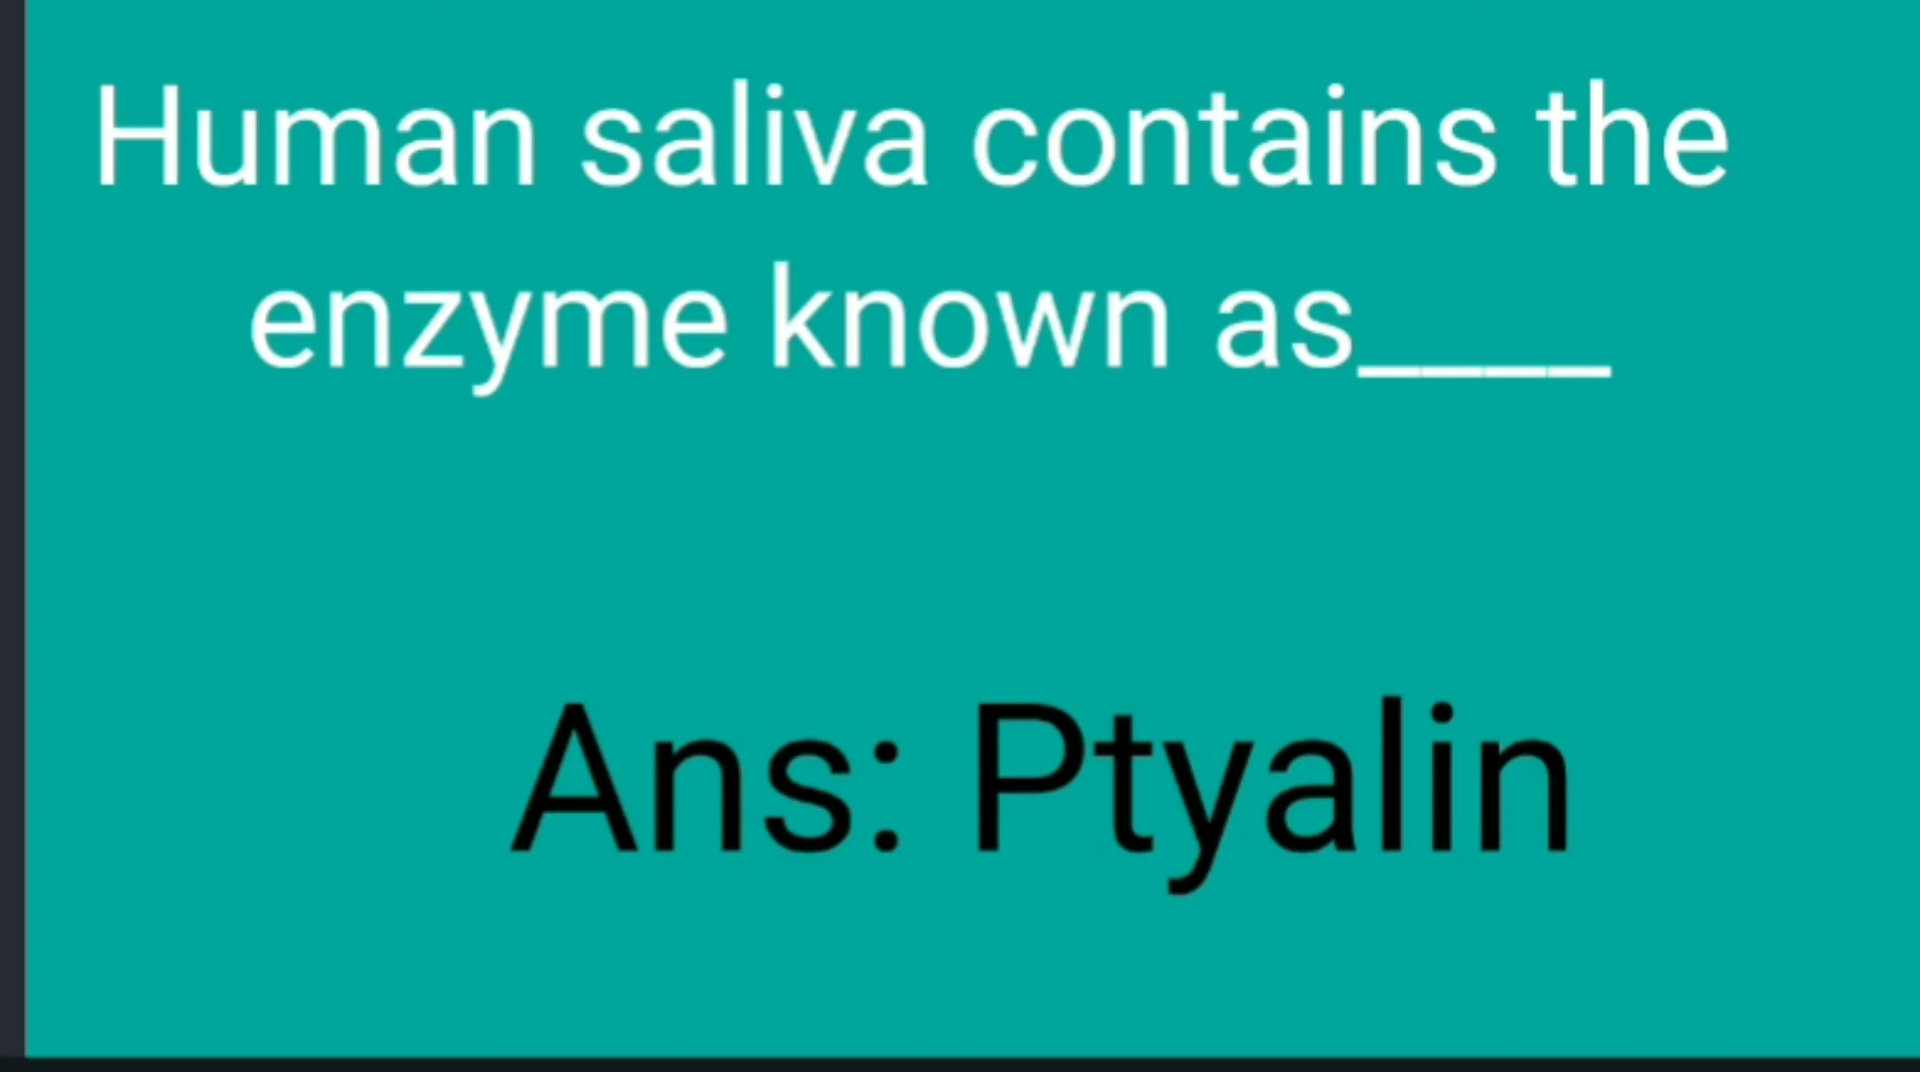 Human saliva contains the
enzyme known as____
Ans: Ptyalin